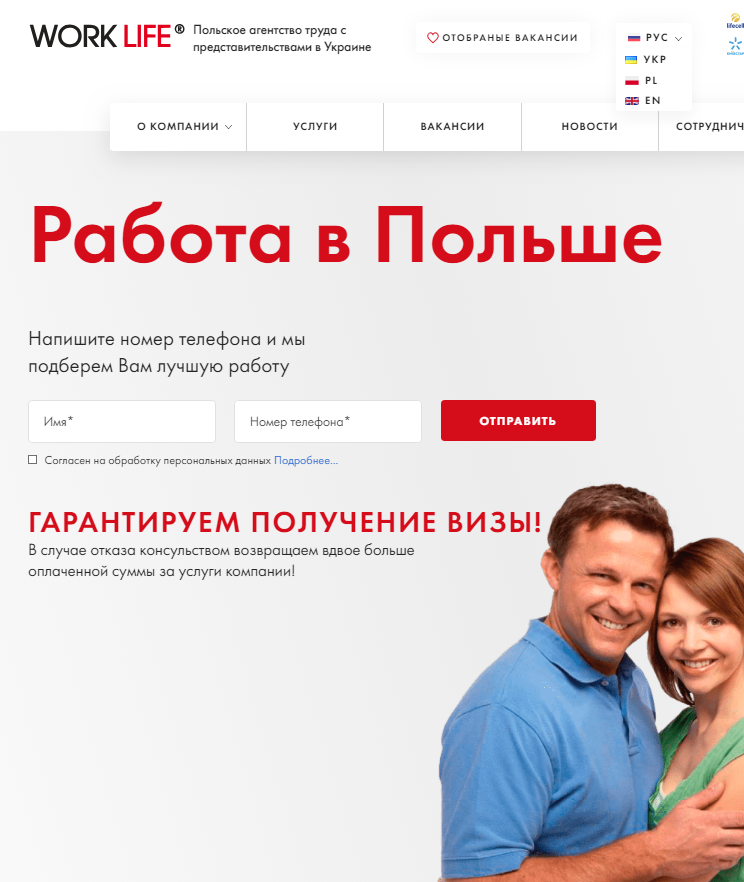 WORK LIFE®
Польское агентство труда с
представительствами в Украине
ОТОБРАНЫЕ ВАКАНСИИ
РУС
УКР
PL
EN
lifecell
КИЇВСТАР
О КОМПАНИИ
УСЛУГИ
ВАКАНСИИ
НОВОСТИ
СОТРУДНИЧ
Работа в Польше
Напишите номер телефона и мы
подберем Вам лучшую работу
Имя*
Номер телефона*
ОТПРАВИТЬ
Согласен на обработку персональных данных Подробнее...
ГАРАНТИРУЕМ ПОЛУЧЕНИЕ ВИЗЫ!
В случае отказа консульством возвращаем вдвое больше
оплаченной суммы за услуги компании!